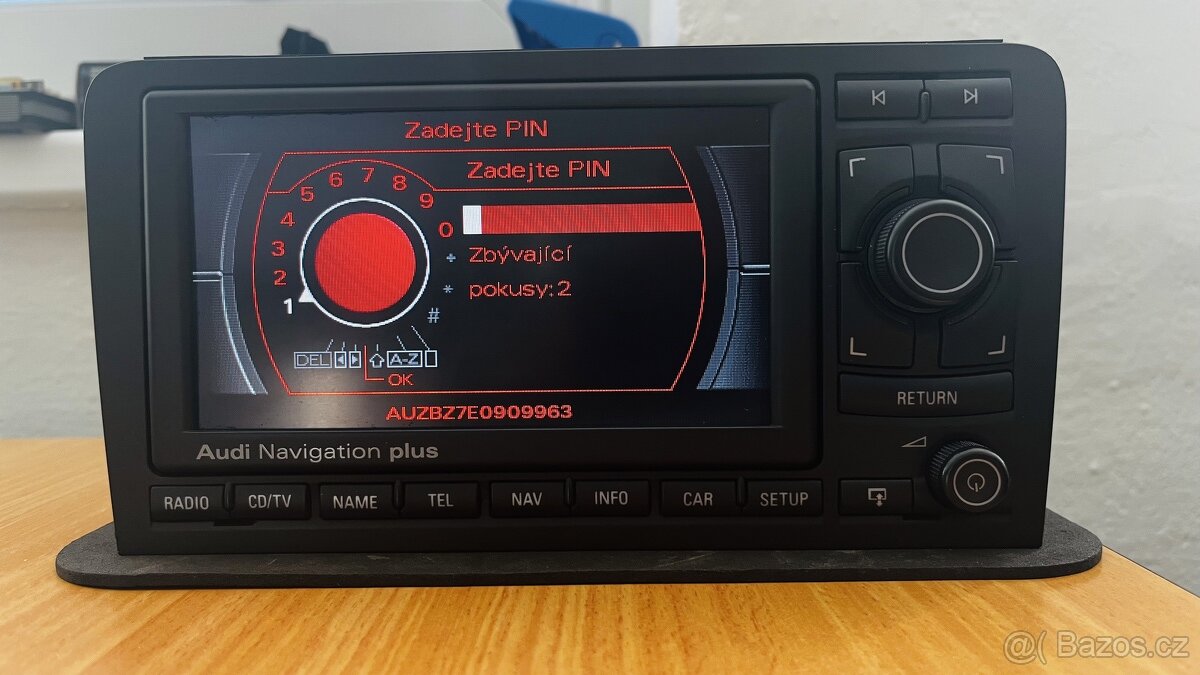 Zadejte PIN
Zadejte PIN
1 2 3 4 5 6 7 8 9 0 + * #
Zbývající
pokusy:2
DEL A-Z
OK
AUZBZ7E0909963
Audi Navigation plus
RADIO CD/TV NAME TEL NAV INFO CAR SETUP
RETURN
@( Bazos.cz